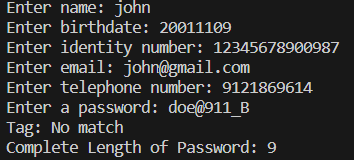 Enter name: john
Enter birthdate: 20011109
Enter identity number: 12345678900987
Enter email: john@gmail.com
Enter telephone number: 9121869614
Enter a password: doe@911_B
Tag: No match
Complete Length of Password: 9